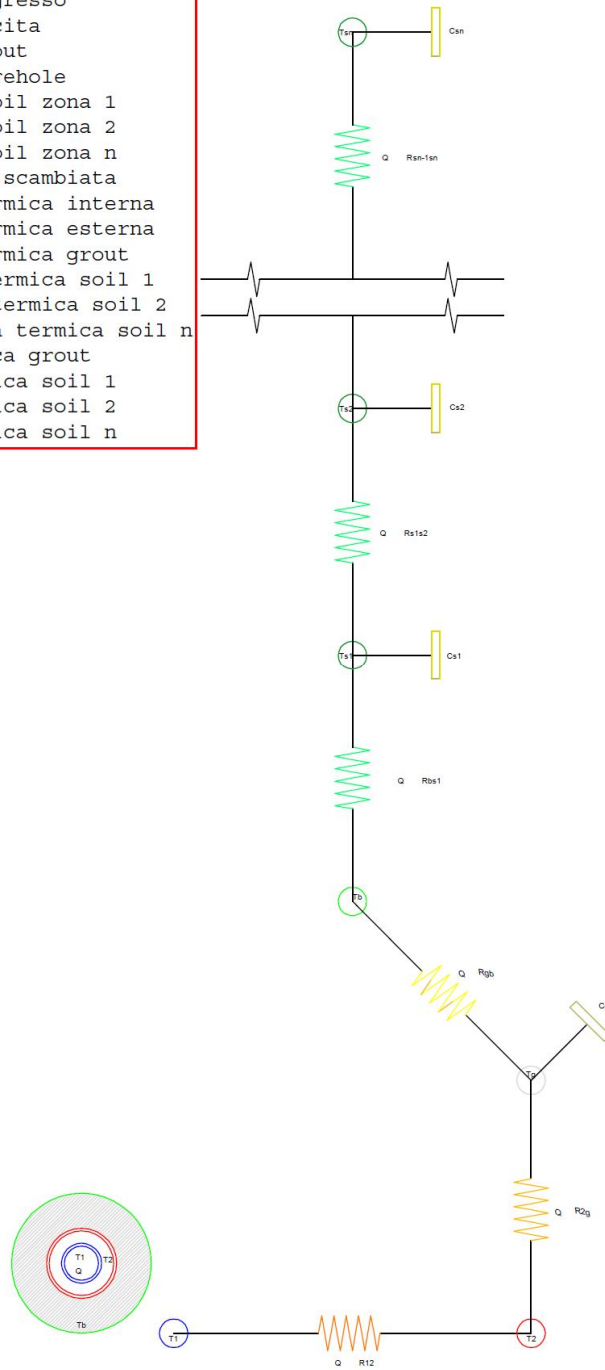 gresso
cita
out
rehole
oil zona 1
oil zona 2
oil zona n
scambiata
rmica interna
rmica esterna
rmica grout
ermica soil 1
termica soil 2
a termica soil n
ca grout
ica soil 1
ica soil 2
ica soil n
Tsn
Csn
Q Rsn-1sn
Ts2
Cs2
Q Rs1s2
Ts1
Cs1
Q Rbs1
Tb
Q Rgb
C
Tg
Q R2g
T1
T2
Q
Tb
T1
T2
Q R12